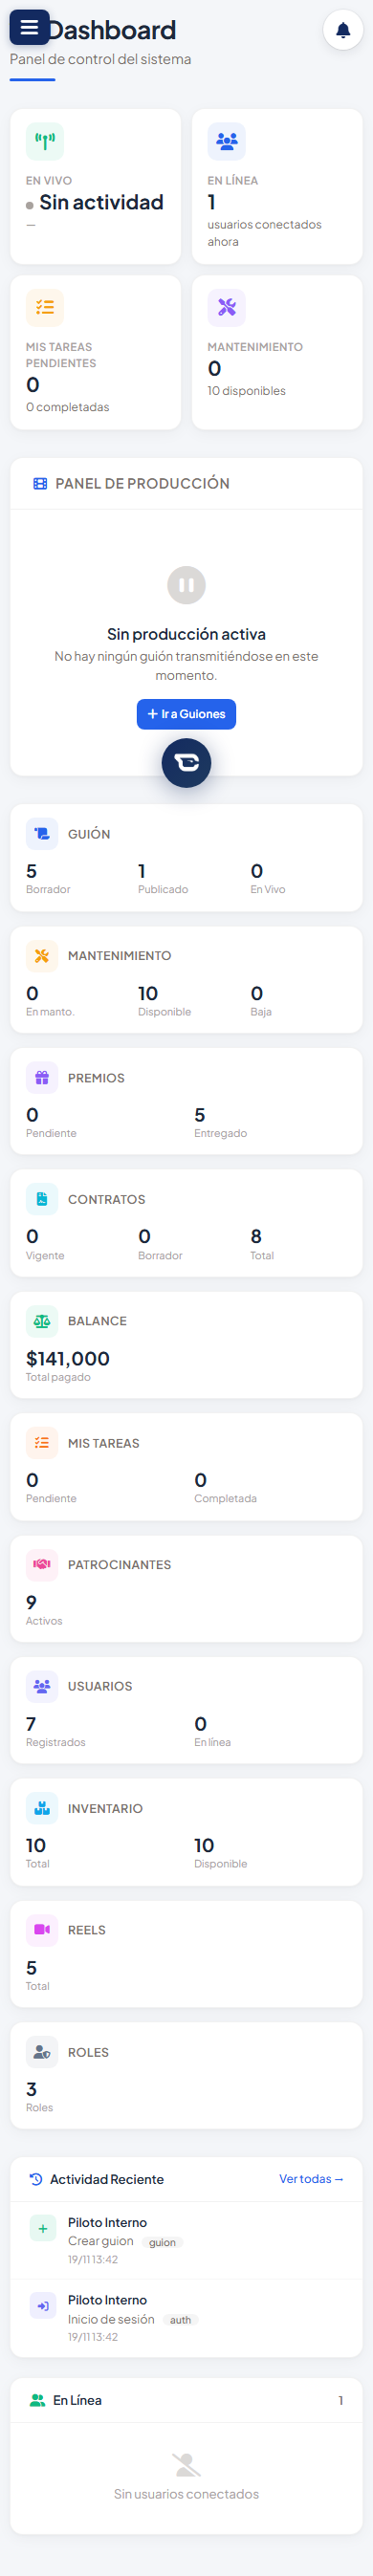 Dashboard
Panel de control del sistema
EN VIVO
Sin actividad
—
EN LÍNEA
1
usuarios conectados
ahora
MIS TAREAS
PENDIENTES
0
0 completadas
MANTENIMIENTO
0
10 disponibles
PANEL DE PRODUCCIÓN
Sin producción activa
No hay ningún guión transmitiéndose en este
momento.
+ Ir a Guiones
GUIÓN
5 1 0
Borrador Publicado En Vivo
MANTENIMIENTO
0 10 0
En manto. Disponible Baja
PREMIOS
0 5
Pendiente Entregado
CONTRATOS
0 0 8
Vigente Borrador Total
BALANCE
$141,000
Total pagado
MIS TAREAS
0 0
Pendiente Completada
PATROCINANTES
9
Activos
USUARIOS
7 0
Registrados En línea
INVENTARIO
10 10
Total Disponible
REELS
5
Total
ROLES
3
Roles
Actividad Reciente Ver todas →
Piloto Interno
Crear guion guion
19/11 13:42
Piloto Interno
Inicio de sesión auth
19/11 13:42
En Línea 1
Sin usuarios conectados